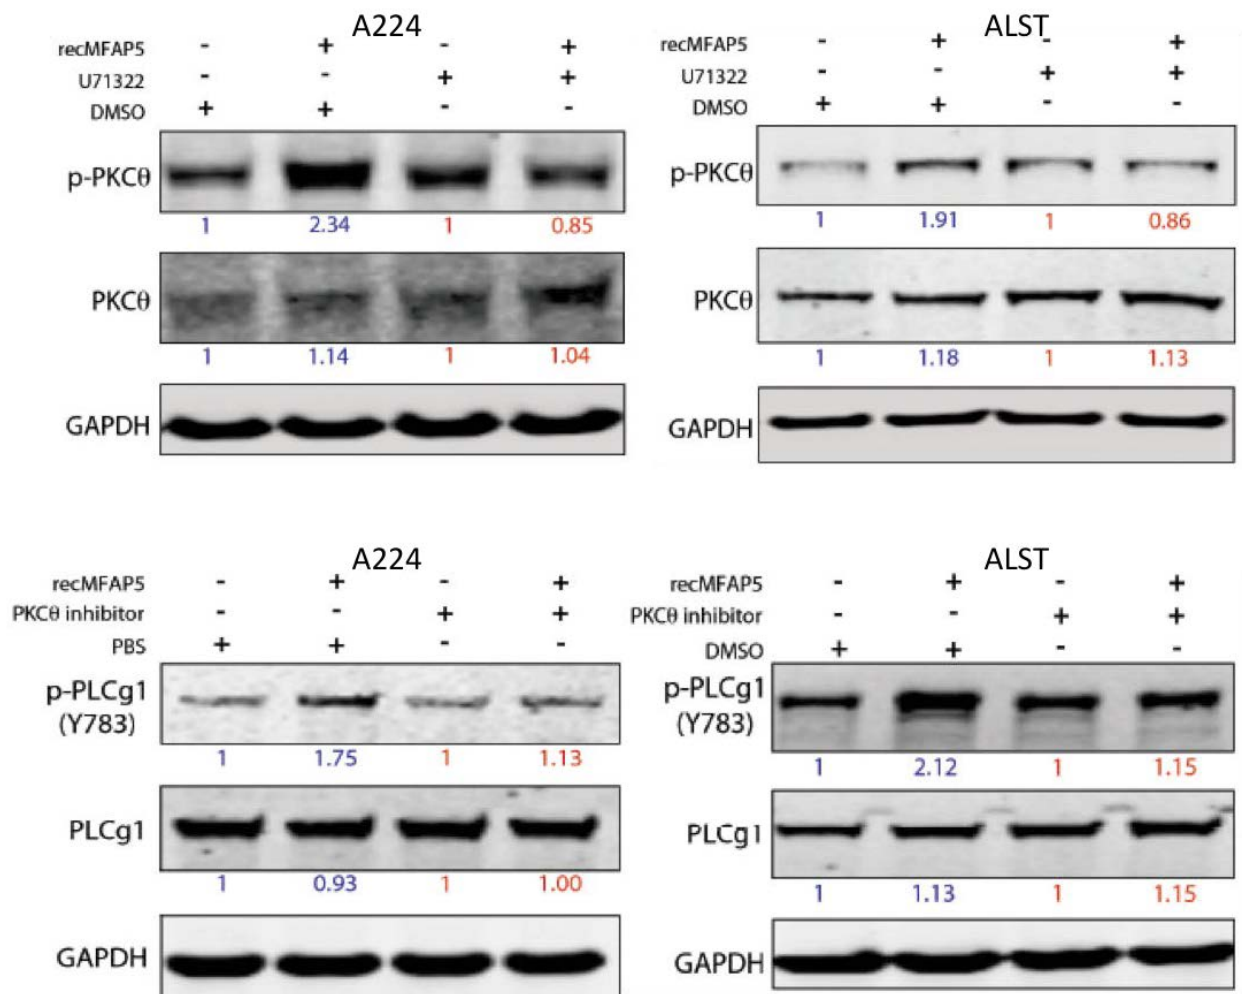 A224
recMFAP5 - + - +
U71322 - - + +
DMSO + + - -
p-PKCθ
1 2.34 1 0.85
PKCθ
1 1.14 1 1.04
GAPDH
ALST
recMFAP5 - + - +
U71322 - - + +
DMSO + + - -
p-PKCθ
1 1.91 1 0.86
PKCθ
1 1.18 1 1.13
GAPDH
A224
recMFAP5 - + - +
PKCθ inhibitor - - + +
PBS + + - -
p-PLCg1
(Y783)
1 1.75 1 1.13
PLCg1
1 0.93 1 1.00
GAPDH
ALST
recMFAP5 - + - +
PKCθ inhibitor - - + +
DMSO + + - -
p-PLCg1
(Y783)
1 2.12 1 1.15
PLCg1
1 1.13 1 1.15
GAPDH